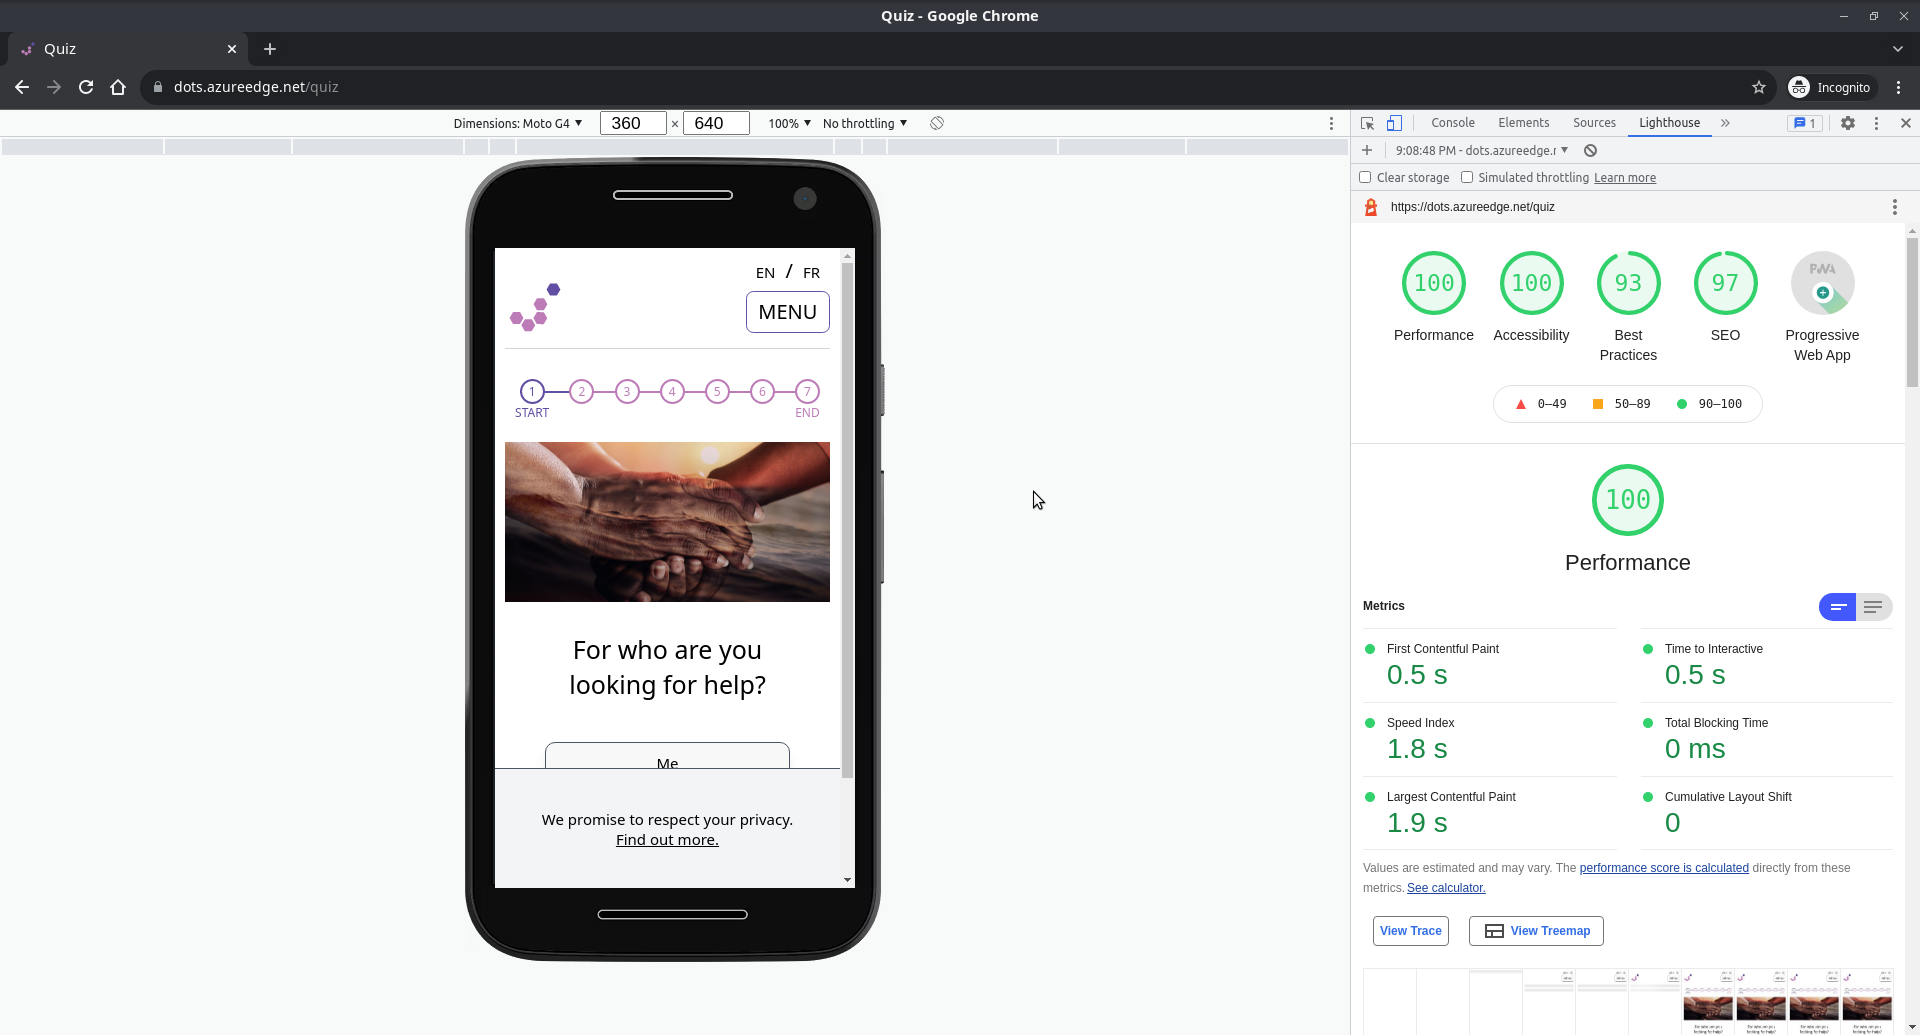 Quiz - Google Chrome
Quiz
dots.azureedge.net/quiz
Incognito
Dimensions: Moto G4 360 × 640 100% No throttling
Console Elements Sources Lighthouse » 1
9:08:48 PM - dots.azureedge.r
Clear storage Simulated throttling Learn more
https://dots.azureedge.net/quiz
EN / FR
MENU
1 2 3 4 5 6 7
START END
For who are you
looking for help?
Me
We promise to respect your privacy.
Find out more.
100 100 93 97 PWA
Performance Accessibility Best Practices SEO Progressive Web App
0–49 50–89 90–100
100
Performance
Metrics
First Contentful Paint
0.5 s
Time to Interactive
0.5 s
Speed Index
1.8 s
Total Blocking Time
0 ms
Largest Contentful Paint
1.9 s
Cumulative Layout Shift
0
Values are estimated and may vary. The performance score is calculated directly from these
metrics. See calculator.
View Trace View Treemap